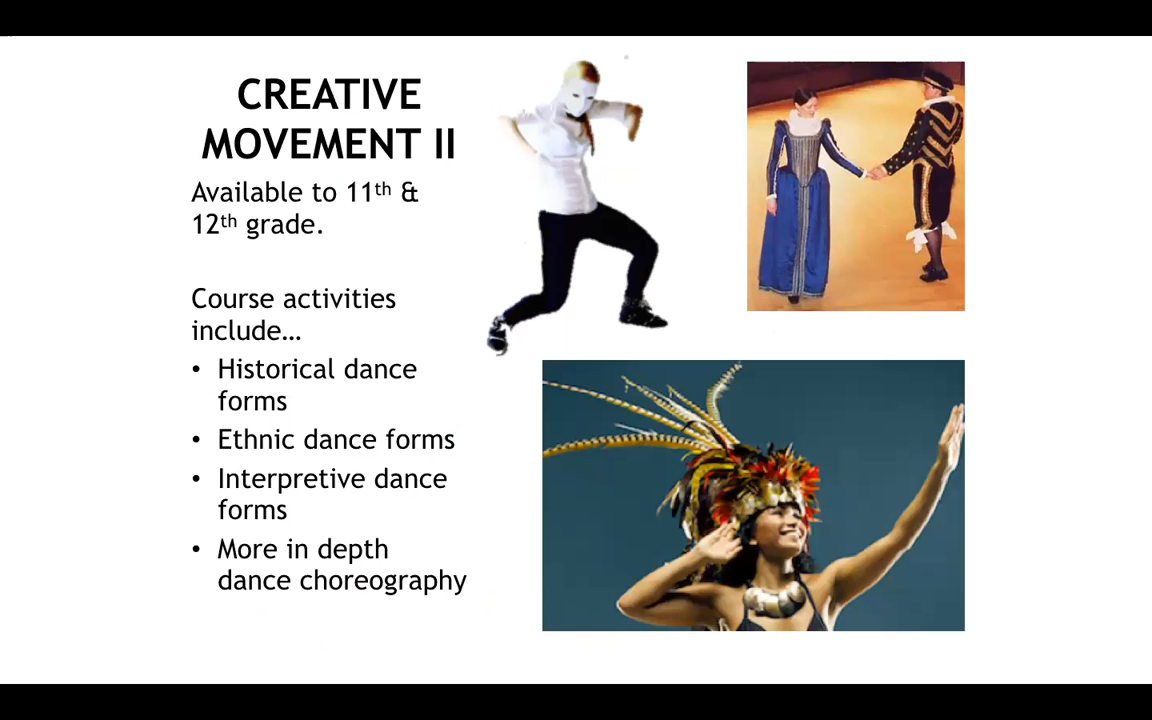 CREATIVE
MOVEMENT II
Available to 11th &
12th grade.
Course activities
include…
• Historical dance
forms
• Ethnic dance forms
• Interpretive dance
forms
• More in depth
dance choreography